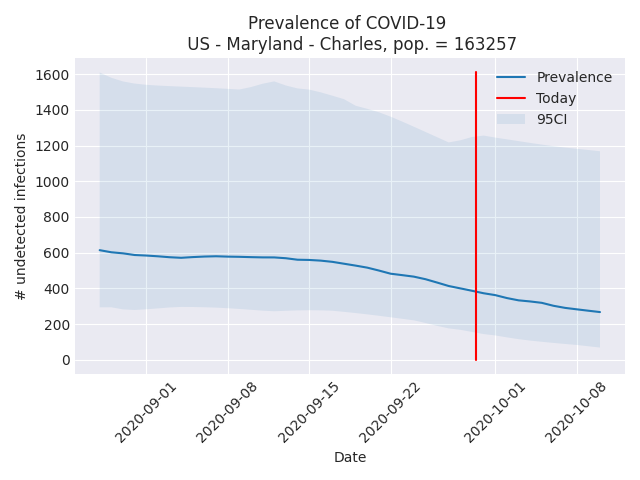 Prevalence of COVID-19
US - Maryland - Charles, pop. = 163257
Prevalence
Today
95CI
# undetected infections
1600
1400
1200
1000
800
600
400
200
0
2020-09-01
2020-09-08
2020-09-15
2020-09-22
2020-10-01
2020-10-08
Date